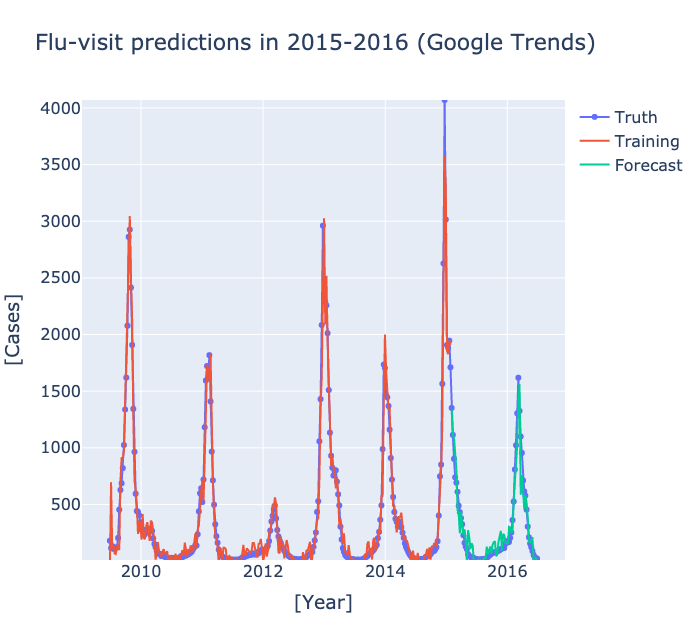 Flu-visit predictions in 2015-2016 (Google Trends)
4000
3500
3000
2500
2000
1500
1000
500
[Cases]
2010
2012
2014
2016
[Year]
Truth
Training
Forecast